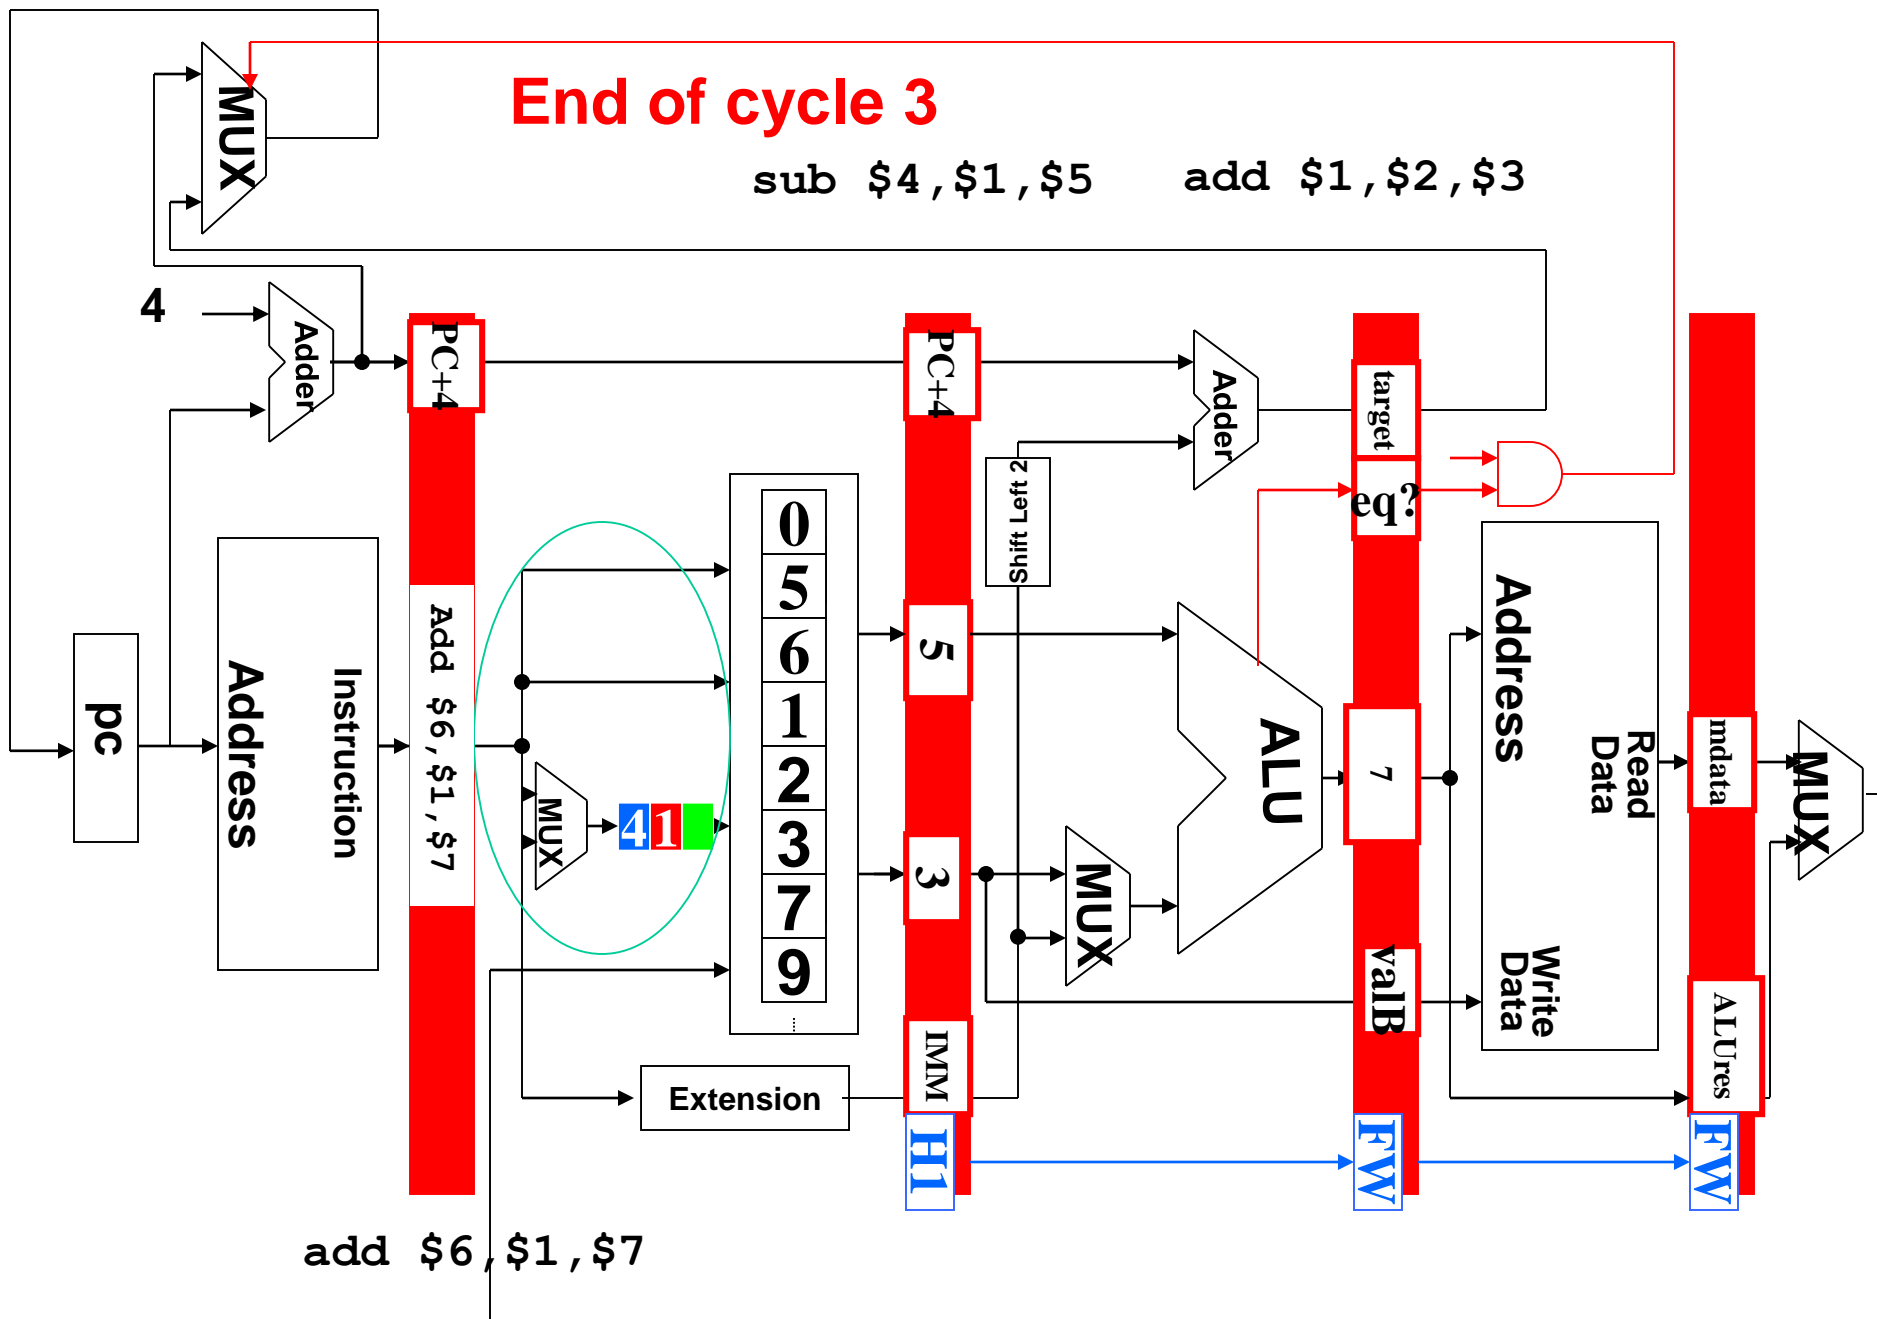 End of cycle 3
sub $4,$1,$5
add $1,$2,$3
MUX
4
Adder
PC+4
PC+4
Adder
target
eq?
Shift Left 2
pc
Address
Instruction
Add $6,$1,$7
MUX
4
1
0
5
6
1
2
3
7
9
Extension
5
3
IMM
H1
MUX
ALU
7
valB
FW
Address
Read
Data
Write
Data
mdata
ALUres
FW
MUX
add $6,$1,$7